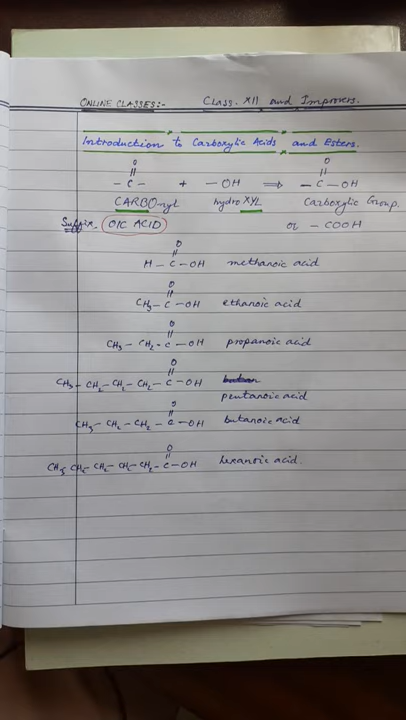 ONLINE CLASSES:- Class- XII and Improvers.
Introduction to Carboxylic Acids and Esters.
O O
|| ||
- C - + - OH ⇒ - C - OH
CARBOnyl hydroXYL Carboxylic Group.
Suffix. OIC ACID or - COOH
O
||
H - C - OH methanoic acid
O
||
CH3 - C - OH ethanoic acid
O
||
CH3 - CH2 - C - OH propanoic acid
O
||
CH3 - CH2 - CH2 - CH2 - C - OH
pentanoic acid
O
||
CH3 - CH2 - CH2 - C - OH butanoic acid
O
||
CH3 CH2 - CH2 - CH2 - CH2 - C - OH hexanoic acid.